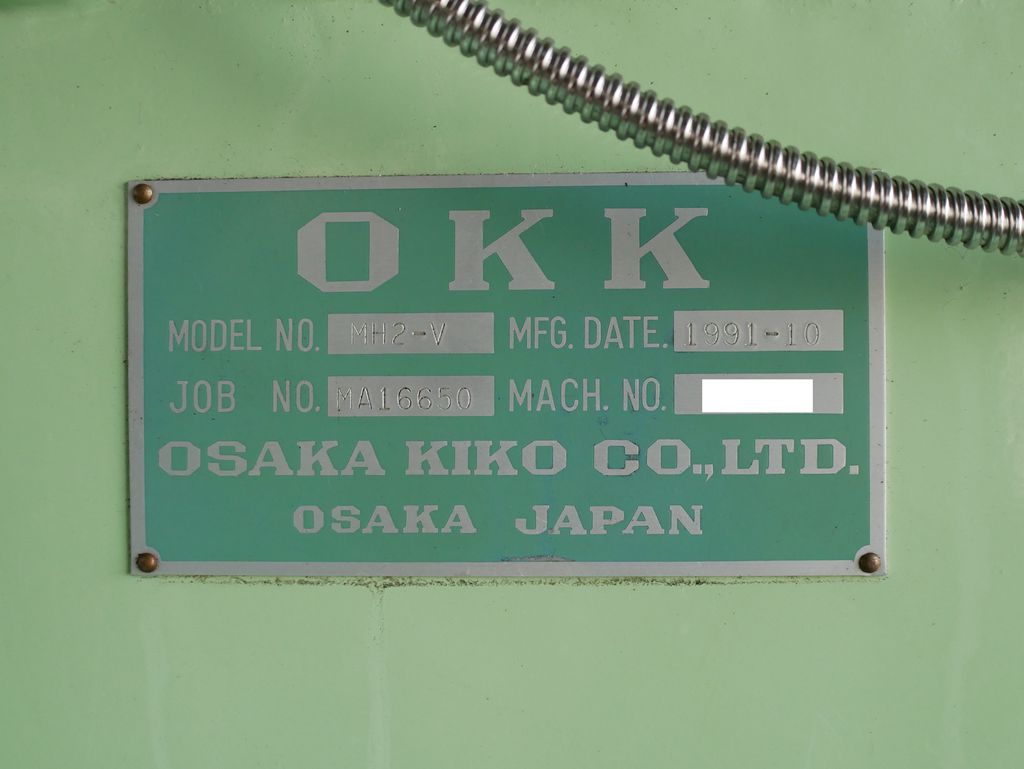 OKK
MODEL NO. MH2-V MFG. DATE. 1991-10
JOB NO. MA16650 MACH. NO.
OSAKA KIKO CO.,LTD.
OSAKA JAPAN